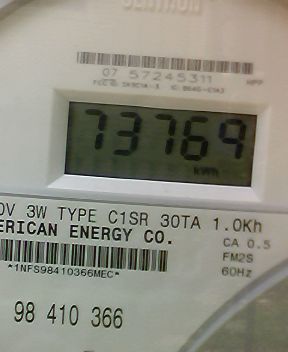 CENTRON
07 57245311
73769
kWh
0V 3W TYPE C1SR 30TA 1.0Kh
ERICAN ENERGY CO.
CA 0.5
FM2S
60Hz
*1NFS98410366MEC*
98 410 366